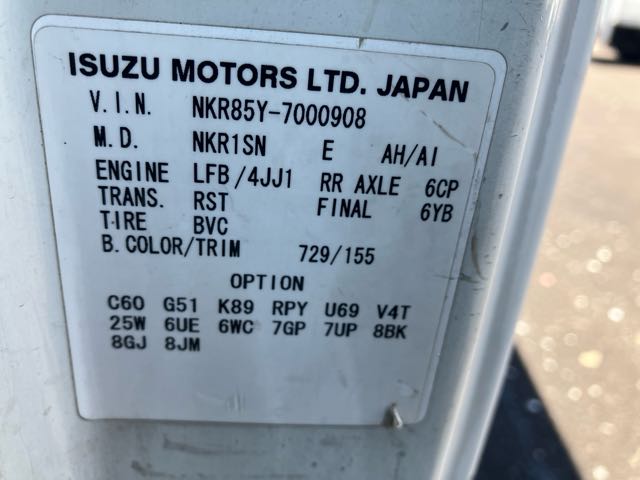 ISUZU MOTORS LTD. JAPAN
V.I.N. NKR85Y-7000908
M.D. NKR1SN E AH/AI
ENGINE LFB/4JJ1 RR AXLE 6CP
TRANS. RST FINAL 6YB
TIRE BVC
B.COLOR/TRIM 729/155
OPTION
C60 G51 K89 RPY U69 V4T
25W 6UE 6WC 7GP 7UP 8BK
8GJ 8JM